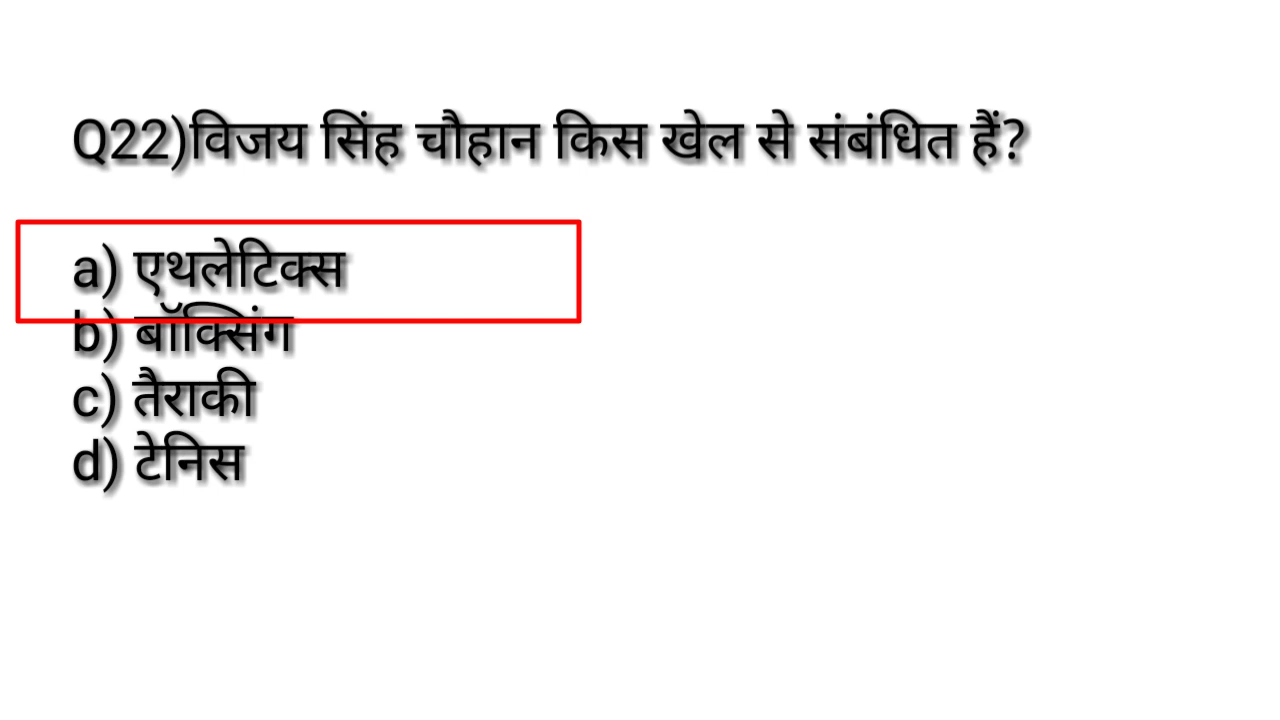 Q22)विजय सिंह चौहान किस खेल से संबंधित हैं?
a) एथलेटिक्स
b) बॉक्सिंग
c) तैराकी
d) टेनिस